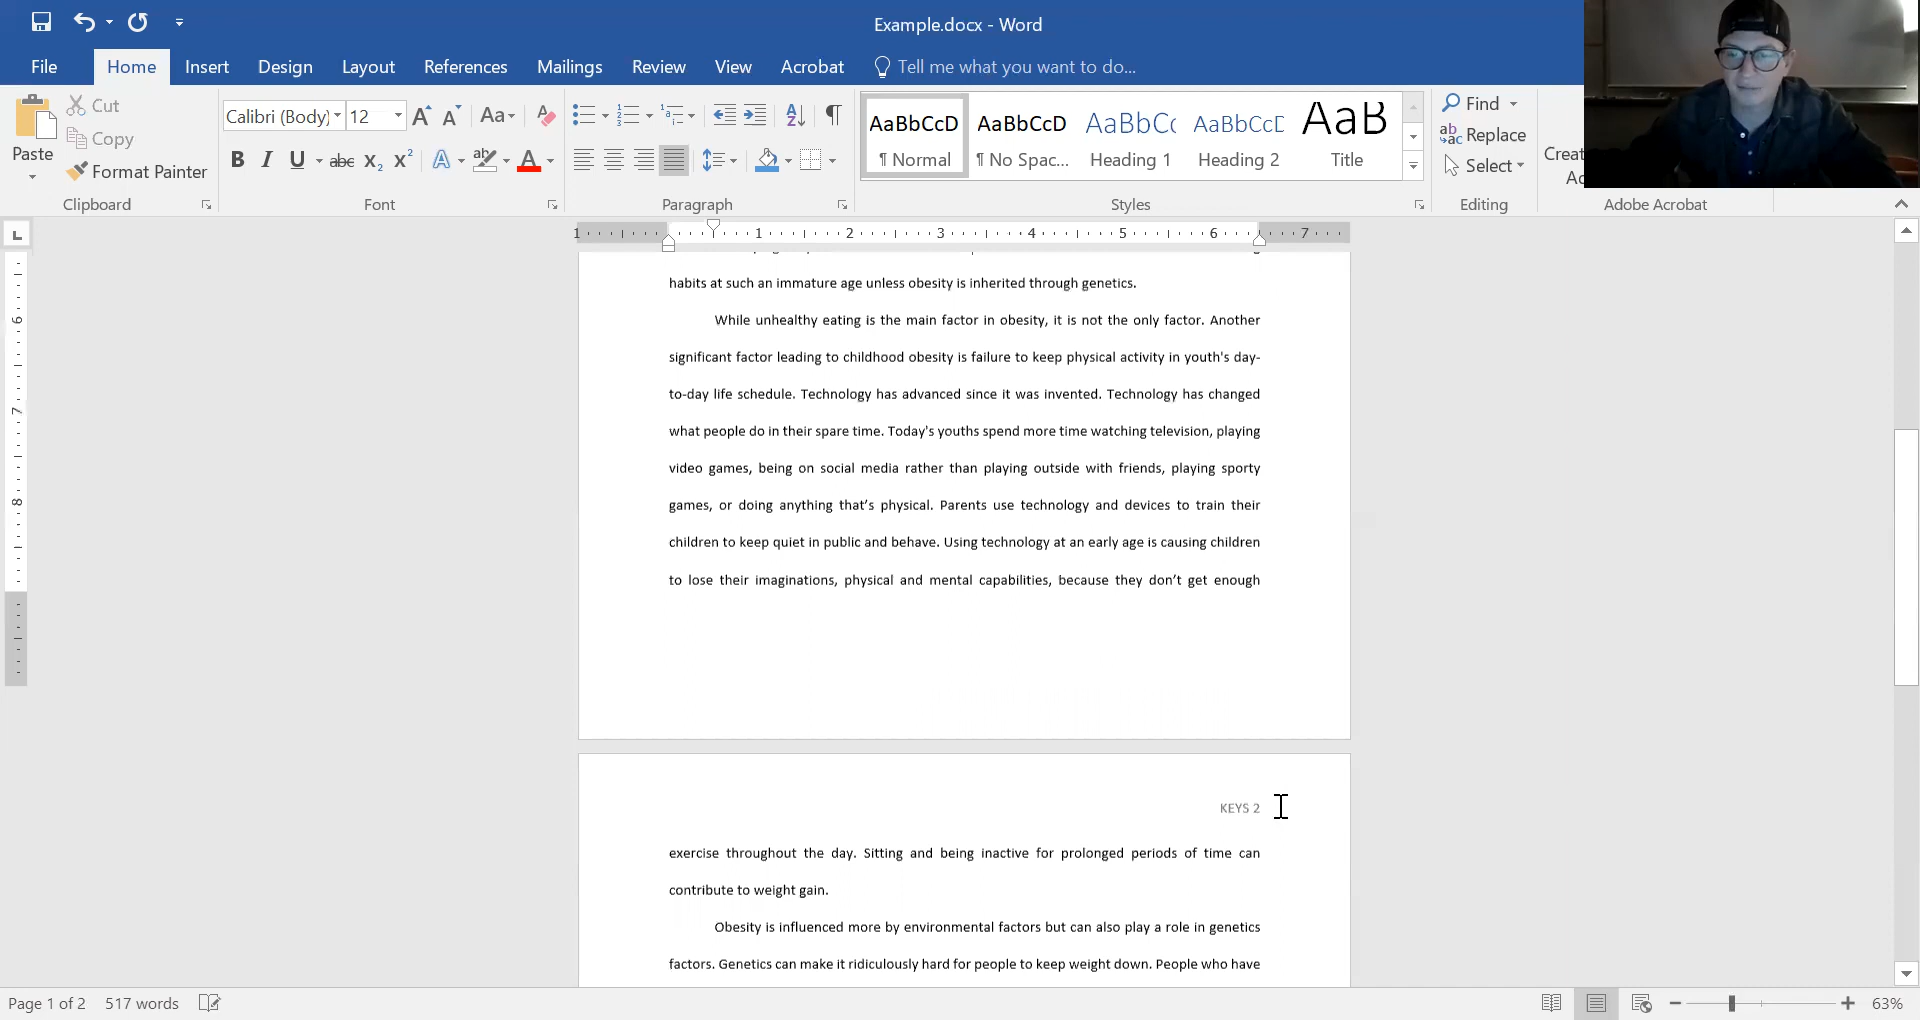 Example.docx - Word
File Home Insert Design Layout References Mailings Review View Acrobat Tell me what you want to do...
Paste
Cut
Copy
Format Painter
Clipboard
Calibri (Body) 12
Font
Paragraph
AaBbCcD AaBbCcD AaBbCc AaBbCcD AaB
¶ Normal ¶ No Spac... Heading 1 Heading 2 Title
Styles
Find
Replace
Select
Editing
Adobe Acrobat
1 1 2 3 4 5 6 7
habits at such an immature age unless obesity is inherited through genetics.
While unhealthy eating is the main factor in obesity, it is not the only factor. Another
significant factor leading to childhood obesity is failure to keep physical activity in youth's day-
to-day life schedule. Technology has advanced since it was invented. Technology has changed
what people do in their spare time. Today's youths spend more time watching television, playing
video games, being on social media rather than playing outside with friends, playing sporty
games, or doing anything that’s physical. Parents use technology and devices to train their
children to keep quiet in public and behave. Using technology at an early age is causing children
to lose their imaginations, physical and mental capabilities, because they don’t get enough
6
7
8
KEYS 2
exercise throughout the day. Sitting and being inactive for prolonged periods of time can
contribute to weight gain.
Obesity is influenced more by environmental factors but can also play a role in genetics
factors. Genetics can make it ridiculously hard for people to keep weight down. People who have
Page 1 of 2 517 words 63%